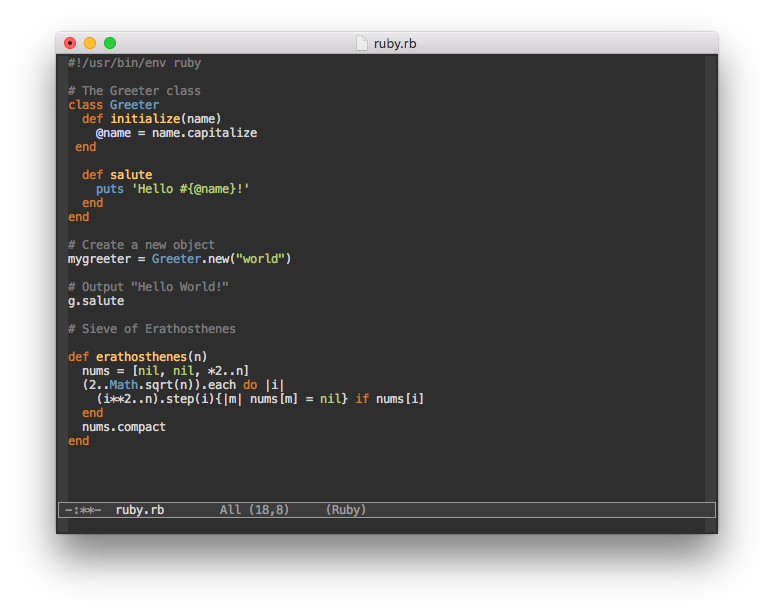 ruby.rb
#!/usr/bin/env ruby
# The Greeter class
class Greeter
  def initialize(name)
    @name = name.capitalize
 end
  def salute
    puts 'Hello #{@name}!'
  end
end
# Create a new object
mygreeter = Greeter.new("world")
# Output "Hello World!"
g.salute
# Sieve of Erathosthenes
def erathosthenes(n)
  nums = [nil, nil, *2..n]
  (2..Math.sqrt(n)).each do |i|
    (i**2..n).step(i){|m| nums[m] = nil} if nums[i]
  end
  nums.compact
end
-:**-  ruby.rb        All (18,8)     (Ruby)